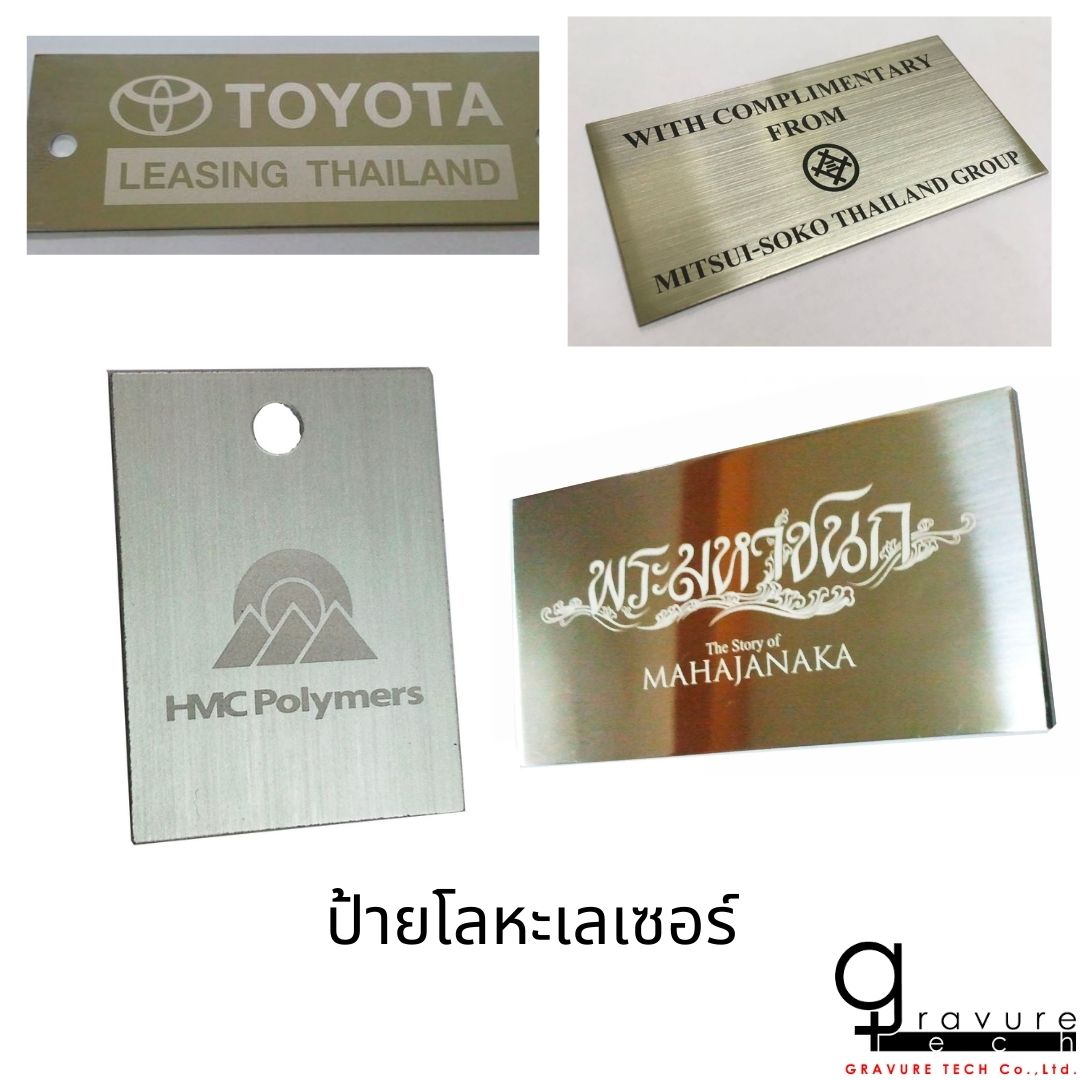 TOYOTA
LEASING THAILAND
WITH COMPLIMENTARY
FROM
MITSUI-SOKO THAILAND GROUP
HMC Polymers
พระมหาชนก
The Story of
MAHAJANAKA
ป้ายโลหะเลเซอร์
gravure
tech
GRAVURE TECH Co.,Ltd.